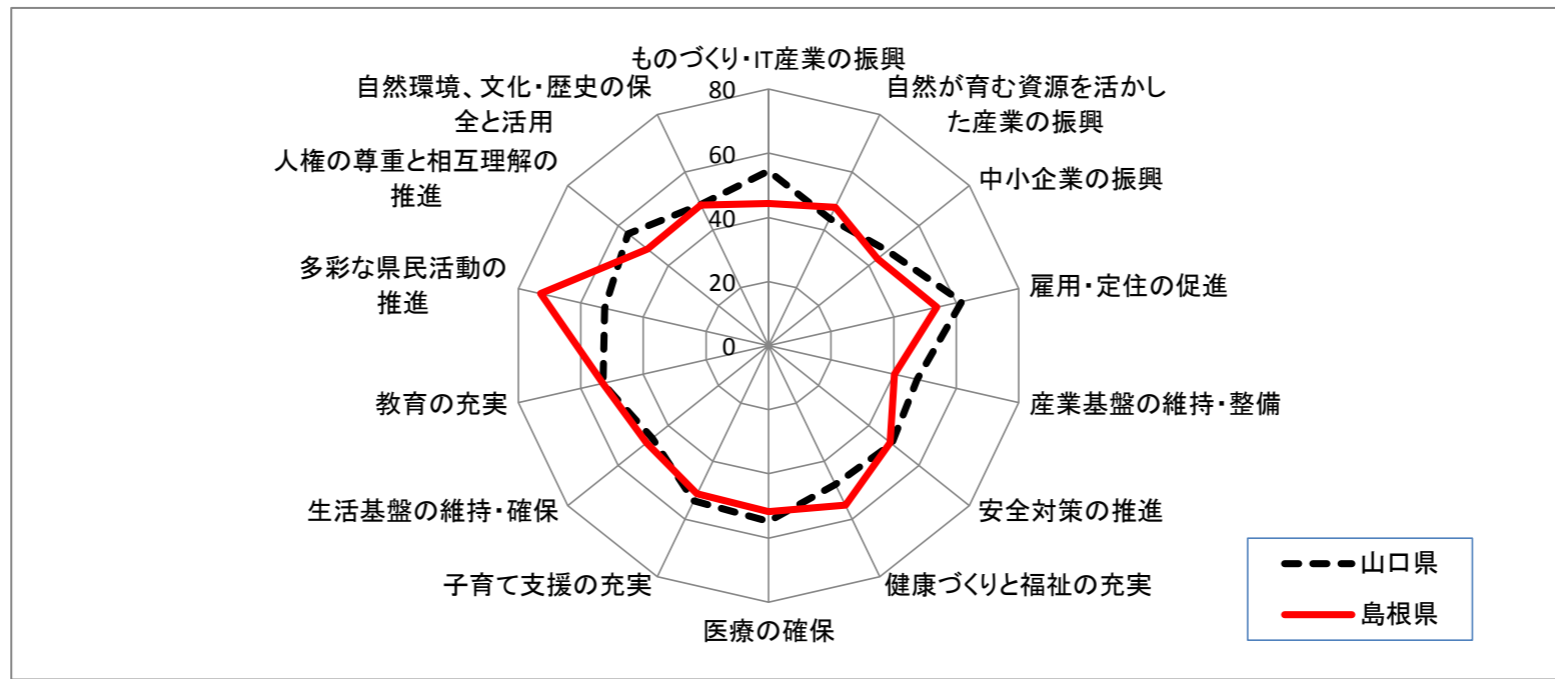 ものづくり・IT産業の振興
自然が育む資源を活かし
た産業の振興
中小企業の振興
雇用・定住の促進
産業基盤の維持・整備
安全対策の推進
健康づくりと福祉の充実
医療の確保
子育て支援の充実
生活基盤の維持・確保
教育の充実
多彩な県民活動の
推進
人権の尊重と相互理解の
推進
自然環境、文化・歴史の保
全と活用
80
60
40
20
0
山口県
島根県